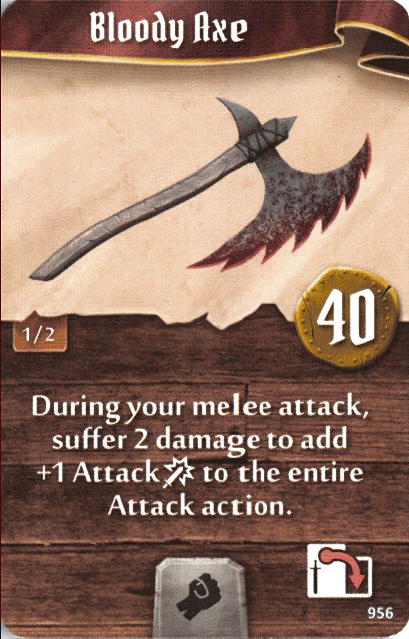 Bloody Axe
1/2
40
During your melee attack,
suffer 2 damage to add
+1 Attack to the entire
Attack action.
956